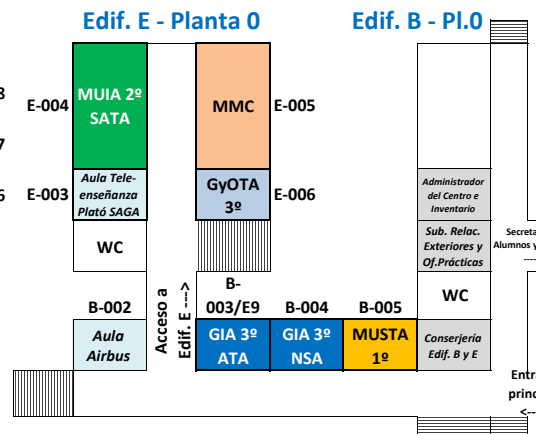 Edif. E - Planta 0
Edif. B - Pl.0
E-004
MUIA 2º
SATA
MMC
E-005
E-003
Aula Tele-
enseñanza
Plató SAGA
GyOTA
3º
E-006
Administrador
del Centro e
Inventario
WC
Sub. Relac.
Exteriores y
Of.Prácticas
Acceso a
Edif. E --->
WC
B-002
B-
003/E9
B-004
B-005
Aula
Airbus
GIA 3º
ATA
GIA 3º
NSA
MUSTA
1º
Conserjería
Edif. B y E